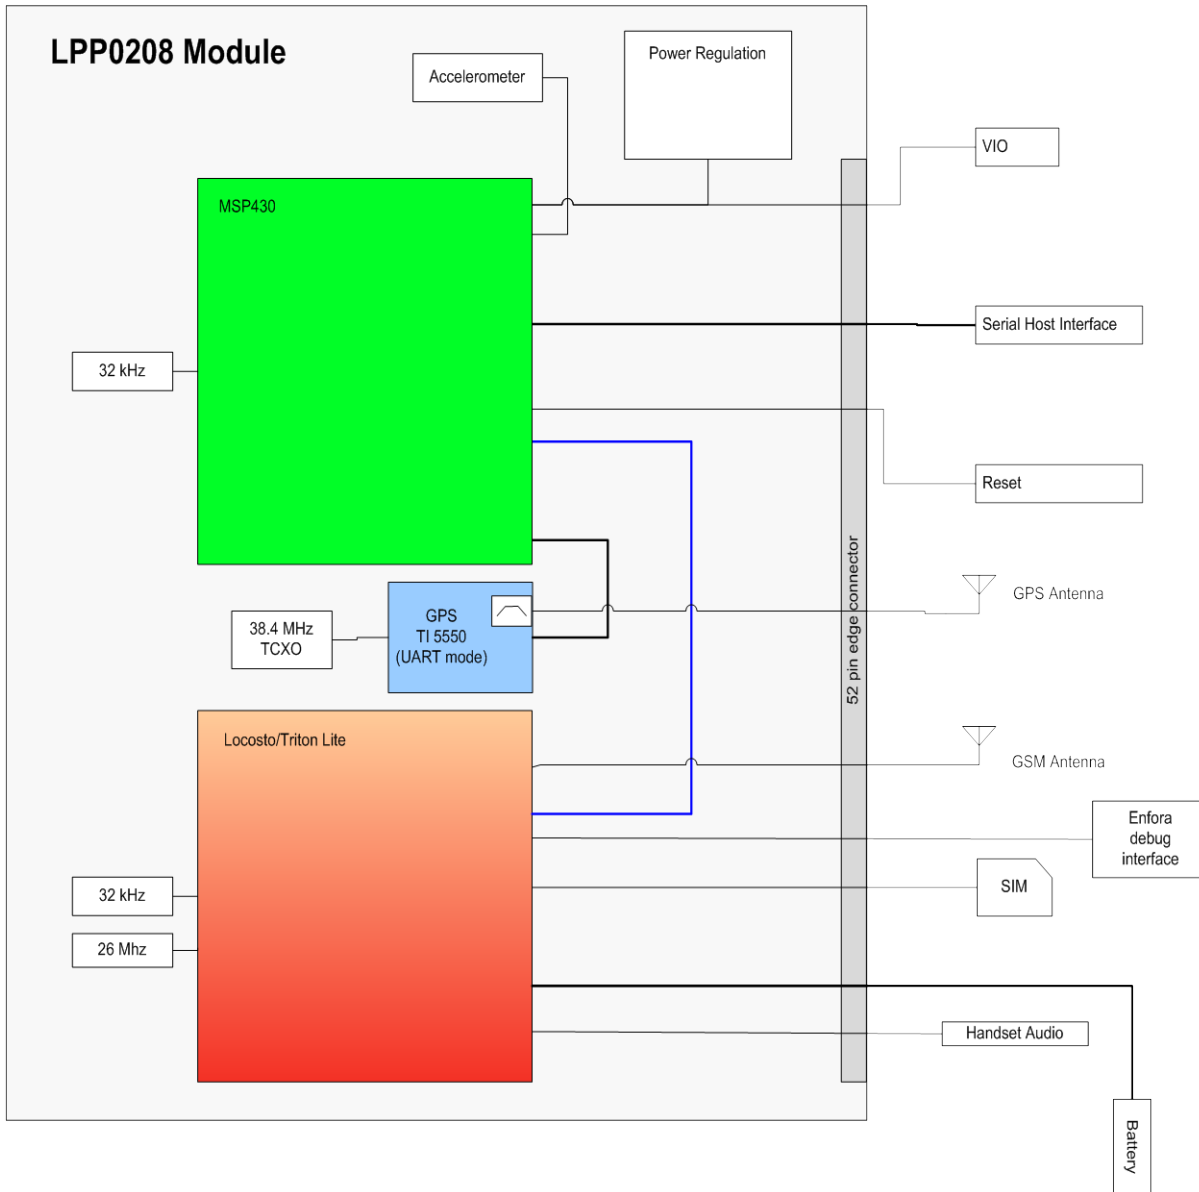 LPP0208 Module
Accelerometer
Power Regulation
VIO
MSP430
Serial Host Interface
32 kHz
Reset
52 pin edge connector
GPS Antenna
GPS
TI 5550
(UART mode)
38.4 MHz
TCXO
Locosto/Triton Lite
GSM Antenna
Enfora
debug
interface
SIM
32 kHz
26 Mhz
Handset Audio
Battery